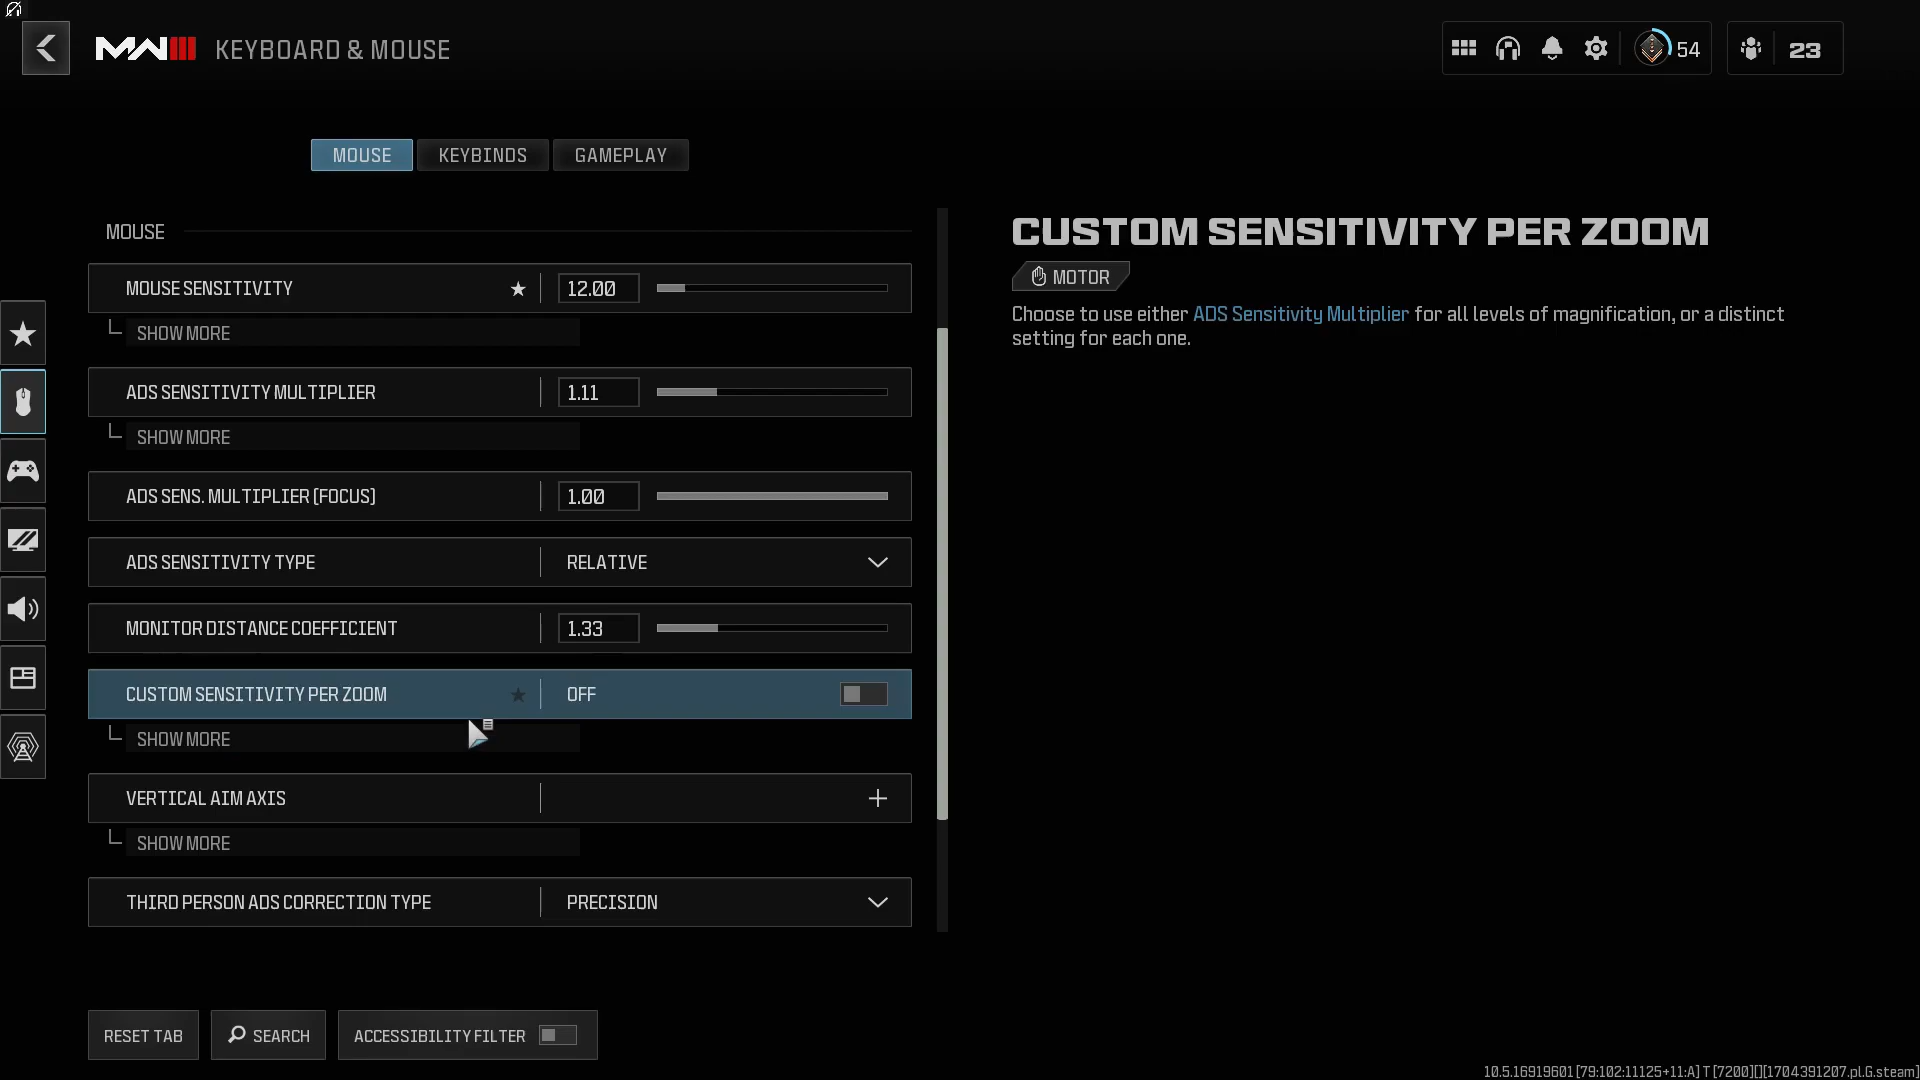 MWIII KEYBOARD & MOUSE
54
23
MOUSE KEYBINDS GAMEPLAY
MOUSE
MOUSE SENSITIVITY 12.00
SHOW MORE
ADS SENSITIVITY MULTIPLIER 1.11
SHOW MORE
ADS SENS. MULTIPLIER (FOCUS) 1.00
ADS SENSITIVITY TYPE RELATIVE
MONITOR DISTANCE COEFFICIENT 1.33
CUSTOM SENSITIVITY PER ZOOM OFF
SHOW MORE
VERTICAL AIM AXIS
SHOW MORE
THIRD PERSON ADS CORRECTION TYPE PRECISION
CUSTOM SENSITIVITY PER ZOOM
MOTOR
Choose to use either ADS Sensitivity Multiplier for all levels of magnification, or a distinct
setting for each one.
RESET TAB SEARCH ACCESSIBILITY FILTER
10.5.16919601 [79:102:11125+11:A] T [7200][][1704391207.pl.G.steam]